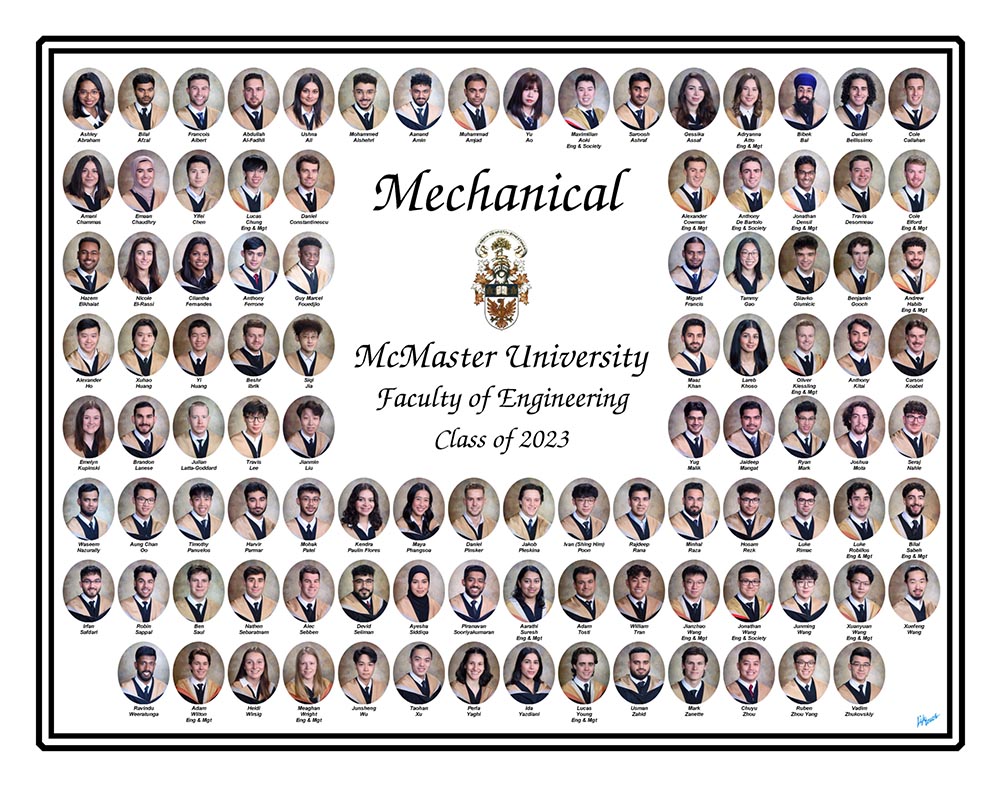 Ashley
Abraham
Bilal
Afzal
Francois
Albert
Abdullah
Al-Fadhli
Ushna
Ali
Mohammed
Alshehri
Aanand
Amin
Muhammad
Amjad
Yu
Ao
Maximilian
Aoki
Eng & Society
Saroosh
Ashraf
Gessika
Assaf
Adryanna
Atto
Eng & Mgt
Bibek
Bal
Daniel
Bellissimo
Cole
Callahan
Mechanical
Amani
Chammas
Emaan
Chaudhry
Yifei
Chen
Lucas
Chung
Eng & Mgt
Daniel
Constantinescu
Alexander
Cowman
Eng & Mgt
Anthony
De Bartolo
Eng & Society
Jonathan
Densil
Eng & Mgt
Travis
Desormeau
Cole
Elford
Eng & Mgt
Hazem
Elkhalat
Nicole
El-Rassi
Cliantha
Fernandes
Anthony
Ferrone
Guy Marcel
Fouedjio
Miguel
Francis
Tammy
Gao
Slavko
Glumicic
Benjamin
Gooch
Andrew
Habib
Eng & Mgt
McMaster University
Faculty of Engineering
Class of 2023
Alexander
Ho
Xuhao
Huang
Yi
Huang
Beshr
Ibrik
Siqi
Jia
Maaz
Khan
Lareb
Khoso
Oliver
Kiessling
Eng & Mgt
Anthony
Kitai
Carson
Koabel
Emelyn
Kupinski
Brandon
Lanese
Julian
Latta-Goddard
Travis
Lee
Jianmin
Liu
Yug
Malik
Jaideep
Mangat
Ryan
Mark
Joshua
Mota
Seraj
Nahle
Waseem
Nazurally
Aung Chan
Oo
Timothy
Panvelos
Harvir
Parmar
Mohak
Patel
Kendra
Paulin Flores
Maya
Phangsoa
Daniel
Pinsker
Jakob
Pleskina
Ivan (Shing Him)
Poon
Rajdeep
Rana
Minhal
Raza
Hosam
Rezk
Luke
Rimac
Luke
Robillos
Eng & Mgt
Bilal
Sabeh
Eng & Mgt
Irfan
Safdari
Robin
Sappal
Ben
Saul
Nathen
Sebaratnam
Alec
Sebben
David
Seliman
Ayesha
Siddiqa
Piranavan
Sooriyakumaran
Aarathi
Suresh
Eng & Mgt
Adam
Tosti
William
Tran
Jianzhao
Wang
Eng & Mgt
Jonathan
Wang
Eng & Society
Junming
Wang
Xuanyuan
Wang
Eng & Mgt
Xuefeng
Wang
Ravindu
Weeratunga
Adam
Wilton
Eng & Mgt
Heidi
Winsig
Meaghan
Wright
Eng & Mgt
Junsheng
Wu
Taohan
Xu
Perla
Yaghi
Ida
Yazdiani
Lucas
Young
Eng & Mgt
Usman
Zahid
Mark
Zanette
Chuyu
Zhou
Ruben
Zhou Yang
Vadim
Zhukovskiy